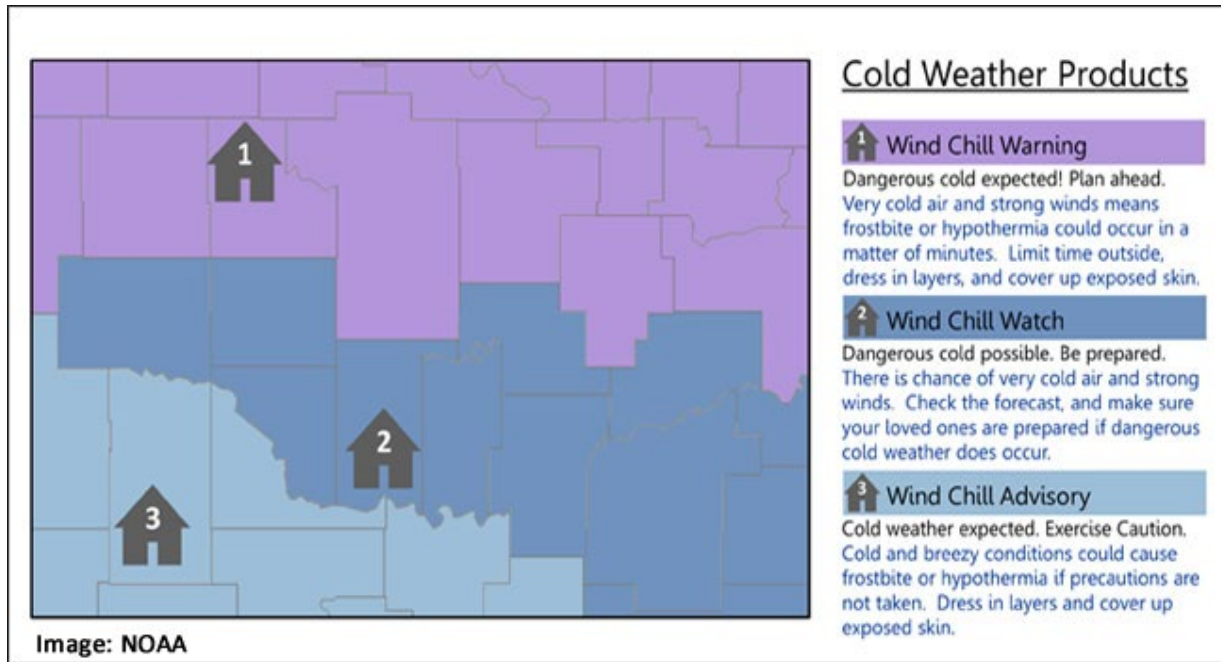 Cold Weather Products
1
1 Wind Chill Warning
Dangerous cold expected! Plan ahead.
Very cold air and strong winds means
frostbite or hypothermia could occur in a
matter of minutes. Limit time outside,
dress in layers, and cover up exposed skin.
2 Wind Chill Watch
Dangerous cold possible. Be prepared.
There is chance of very cold air and strong
winds. Check the forecast, and make sure
your loved ones are prepared if dangerous
cold weather does occur.
2
3 Wind Chill Advisory
Cold weather expected. Exercise Caution.
Cold and breezy conditions could cause
frostbite or hypothermia if precautions are
not taken. Dress in layers and cover up
exposed skin.
3
Image: NOAA